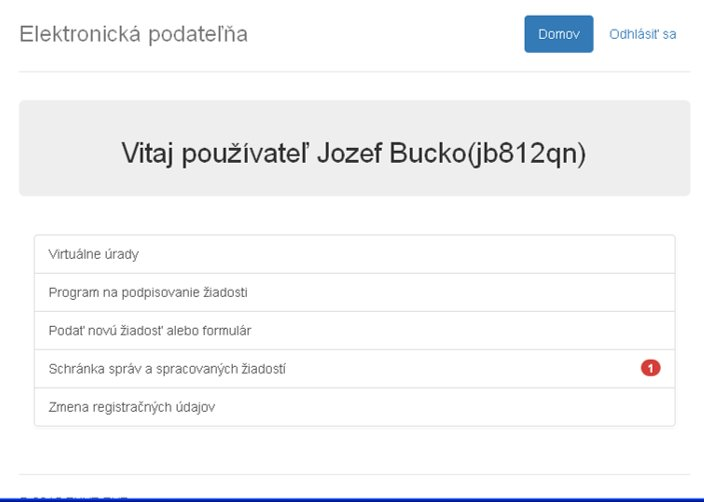 Elektronická podateľňa
Domov
Odhlásiť sa
Vitaj používateľ Jozef Bucko(jb812qn)
Virtuálne úrady
Program na podpisovanie žiadosti
Podať novú žiadosť alebo formulár
Schránka správ a spracovaných žiadostí
1
Zmena registračných údajov